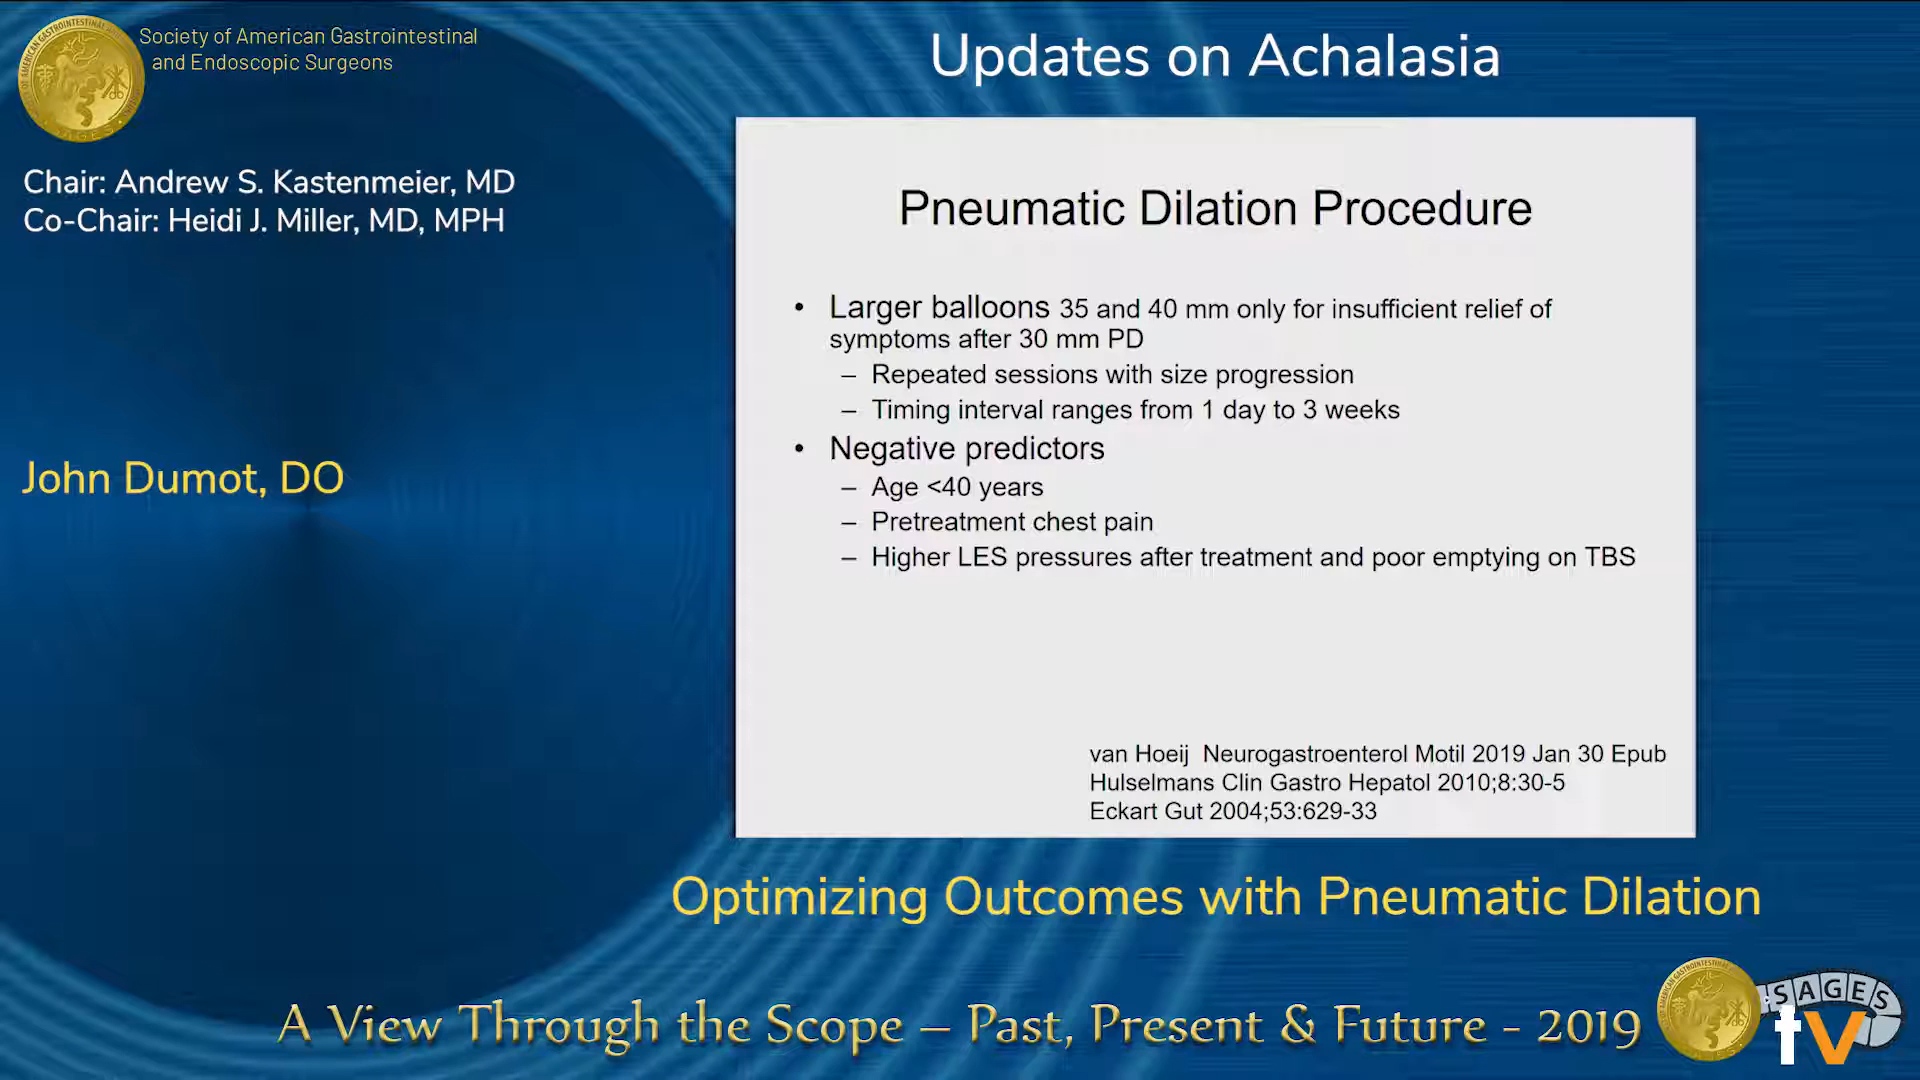 Society of American Gastrointestinal
and Endoscopic Surgeons
Updates on Achalasia
Chair: Andrew S. Kastenmeier, MD
Co-Chair: Heidi J. Miller, MD, MPH
John Dumot, DO
Pneumatic Dilation Procedure
• Larger balloons 35 and 40 mm only for insufficient relief of
symptoms after 30 mm PD
– Repeated sessions with size progression
– Timing interval ranges from 1 day to 3 weeks
• Negative predictors
– Age <40 years
– Pretreatment chest pain
– Higher LES pressures after treatment and poor emptying on TBS
van Hoeij Neurogastroenterol Motil 2019 Jan 30 Epub
Hulselmans Clin Gastro Hepatol 2010;8:30-5
Eckart Gut 2004;53:629-33
Optimizing Outcomes with Pneumatic Dilation
A View Through the Scope – Past, Present & Future - 2019
SAGES
tv